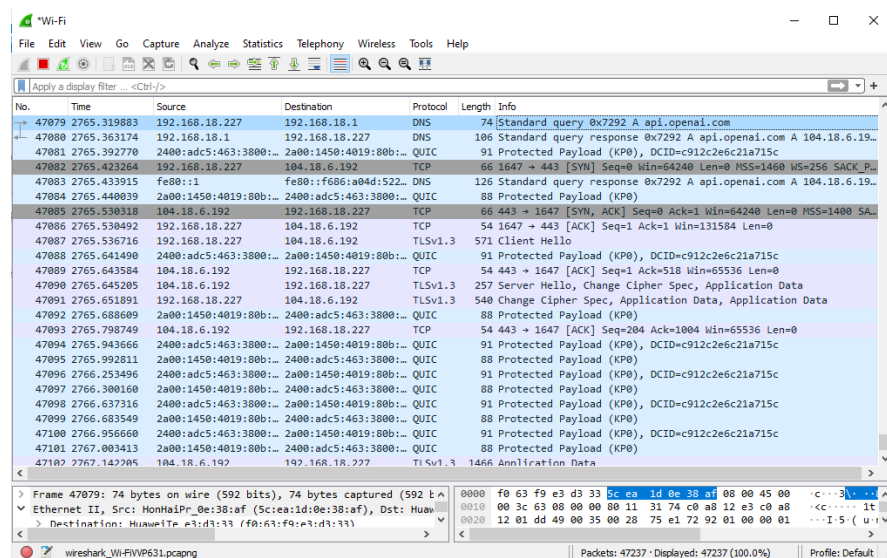 *Wi-Fi
File Edit View Go Capture Analyze Statistics Telephony Wireless Tools Help
Apply a display filter ... <Ctrl-/>
No. Time Source Destination Protocol Length Info
47079 2765.319883 192.168.18.227 192.168.18.1 DNS 74 Standard query 0x7292 A api.openai.com
47080 2765.363174 192.168.18.1 192.168.18.227 DNS 106 Standard query response 0x7292 A api.openai.com A 104.18.6.19…
47081 2765.392770 2400:adc5:463:3800:… 2a00:1450:4019:80b:… QUIC 91 Protected Payload (KP0), DCID=c912c2e6c21a715c
47082 2765.423264 192.168.18.227 104.18.6.192 TCP 66 1647 → 443 [SYN] Seq=0 Win=64240 Len=0 MSS=1460 WS=256 SACK_P…
47083 2765.433915 fe80::1 fe80::f686:a04d:522… DNS 126 Standard query response 0x7292 A api.openai.com A 104.18.6.19…
47084 2765.440039 2a00:1450:4019:80b:… 2400:adc5:463:3800:… QUIC 88 Protected Payload (KP0)
47085 2765.530318 104.18.6.192 192.168.18.227 TCP 66 443 → 1647 [SYN, ACK] Seq=0 Ack=1 Win=64240 Len=0 MSS=1400 SA…
47086 2765.530492 192.168.18.227 104.18.6.192 TCP 54 1647 → 443 [ACK] Seq=1 Ack=1 Win=131584 Len=0
47087 2765.536716 192.168.18.227 104.18.6.192 TLSv1.3 571 Client Hello
47088 2765.641490 2400:adc5:463:3800:… 2a00:1450:4019:80b:… QUIC 91 Protected Payload (KP0), DCID=c912c2e6c21a715c
47089 2765.643584 104.18.6.192 192.168.18.227 TCP 54 443 → 1647 [ACK] Seq=1 Ack=518 Win=65536 Len=0
47090 2765.645205 104.18.6.192 192.168.18.227 TLSv1.3 257 Server Hello, Change Cipher Spec, Application Data
47091 2765.651891 192.168.18.227 104.18.6.192 TLSv1.3 540 Change Cipher Spec, Application Data, Application Data
47092 2765.688609 2a00:1450:4019:80b:… 2400:adc5:463:3800:… QUIC 88 Protected Payload (KP0)
47093 2765.798749 104.18.6.192 192.168.18.227 TCP 54 443 → 1647 [ACK] Seq=204 Ack=1004 Win=65536 Len=0
47094 2765.943666 2400:adc5:463:3800:… 2a00:1450:4019:80b:… QUIC 91 Protected Payload (KP0), DCID=c912c2e6c21a715c
47095 2765.992811 2a00:1450:4019:80b:… 2400:adc5:463:3800:… QUIC 88 Protected Payload (KP0)
47096 2766.253496 2400:adc5:463:3800:… 2a00:1450:4019:80b:… QUIC 91 Protected Payload (KP0), DCID=c912c2e6c21a715c
47097 2766.300160 2a00:1450:4019:80b:… 2400:adc5:463:3800:… QUIC 88 Protected Payload (KP0)
47098 2766.637316 2400:adc5:463:3800:… 2a00:1450:4019:80b:… QUIC 91 Protected Payload (KP0), DCID=c912c2e6c21a715c
47099 2766.683549 2a00:1450:4019:80b:… 2400:adc5:463:3800:… QUIC 88 Protected Payload (KP0)
47100 2766.956660 2400:adc5:463:3800:… 2a00:1450:4019:80b:… QUIC 91 Protected Payload (KP0), DCID=c912c2e6c21a715c
47101 2767.003413 2a00:1450:4019:80b:… 2400:adc5:463:3800:… QUIC 88 Protected Payload (KP0)
47102 2767.142205 104.18.6.192 192.168.18.227 TLSv1.3 1466 Application Data
Frame 47079: 74 bytes on wire (592 bits), 74 bytes captured (592 b
Ethernet II, Src: HonHaiPr_0e:38:af (5c:ea:1d:0e:38:af), Dst: Huaw
Destination: HuaweiTe_e3:d3:33 (f0:63:f9:e3:d3:33)
0000 f0 63 f9 e3 d3 33 5c ea 1d 0e 38 af 08 00 45 00 ·c···3\· ··8
0010 00 3c 63 08 00 00 80 11 31 74 c0 a8 12 e3 c0 a8 ·<c····· 1t
0020 12 01 dd 49 00 35 00 28 75 e1 72 92 01 00 00 01 ···I·5·( u·r
wireshark_Wi-FiVVP631.pcapng Packets: 47237 · Displayed: 47237 (100.0%) Profile: Default